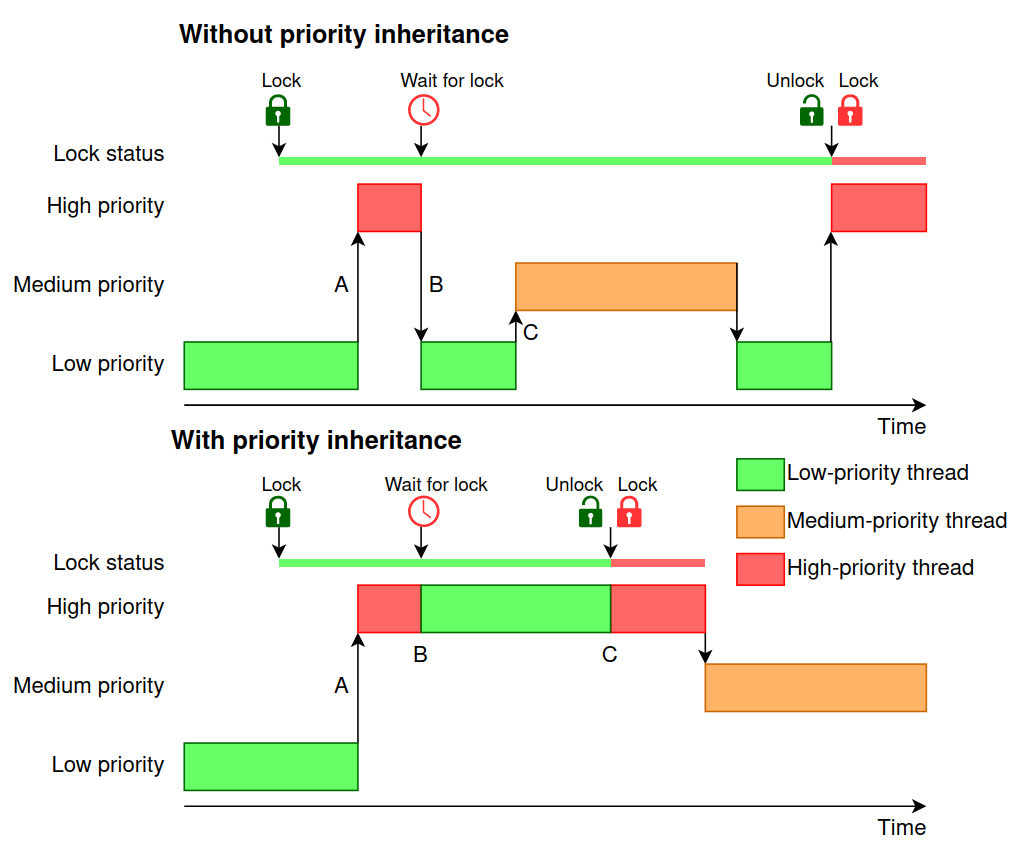 Without priority inheritance
Lock
Wait for lock
Unlock
Lock
Lock status
High priority
A
B
Medium priority
C
Low priority
Time
With priority inheritance
Low-priority thread
Lock
Wait for lock
Unlock
Lock
Medium-priority thread
Lock status
High-priority thread
High priority
B
C
Medium priority
A
Low priority
Time